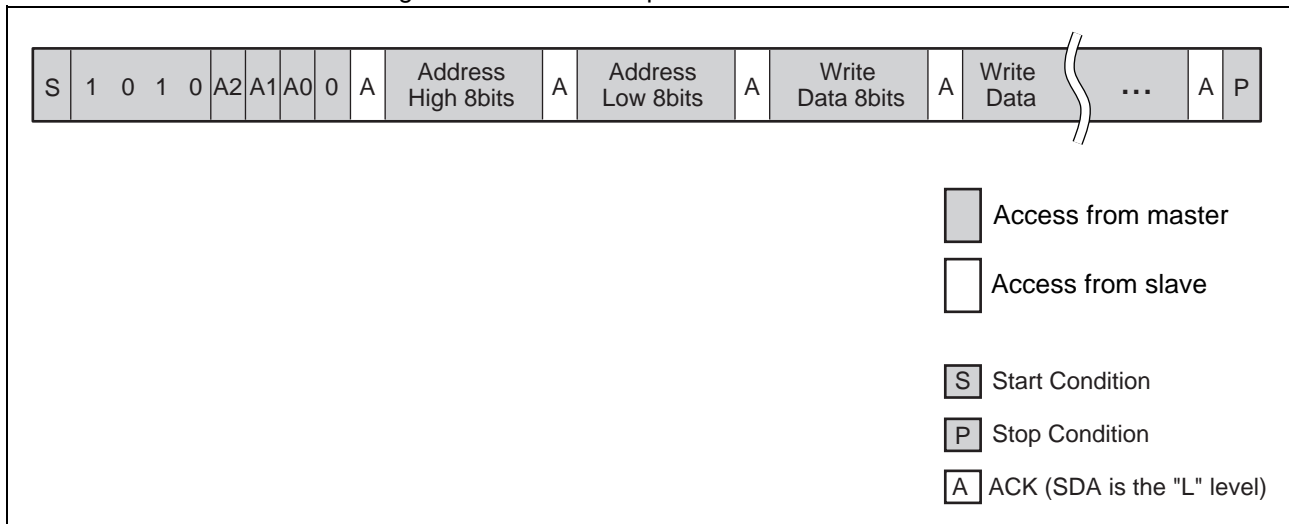 S 1 0 1 0 A2 A1 A0 0 A Address High 8bits A Address Low 8bits A Write Data 8bits A Write Data ... A P
Access from master
Access from slave
S Start Condition
P Stop Condition
A ACK (SDA is the "L" level)